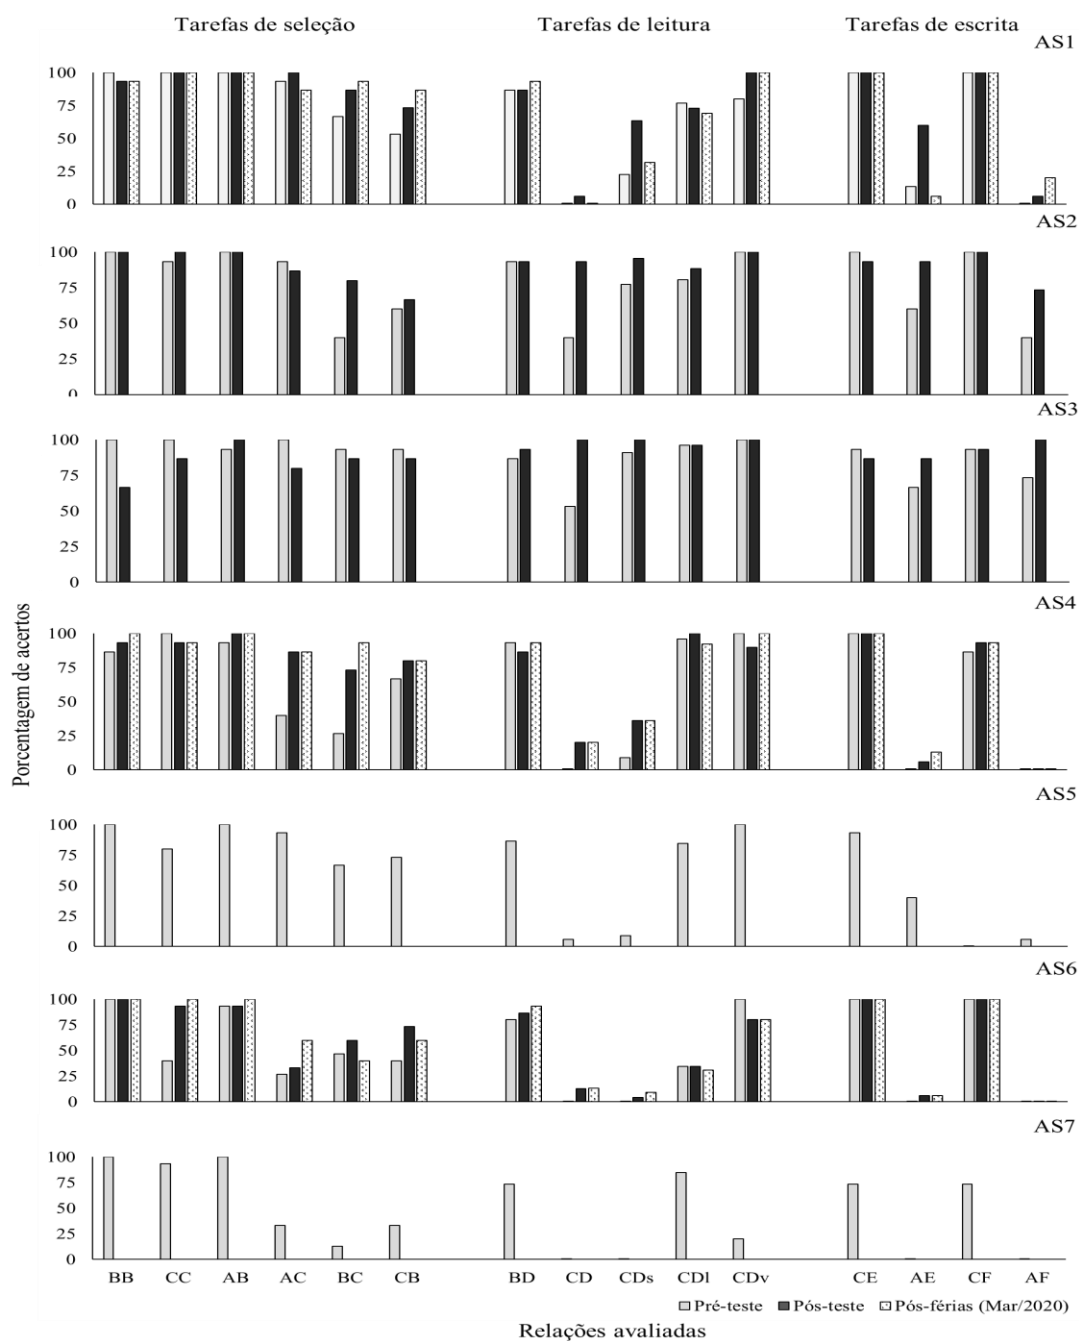 Tarefas de seleção Tarefas de leitura Tarefas de escrita
AS1
100
75
50
25
0
AS2
100
75
50
25
0
AS3
100
75
50
25
0
AS4
100
75
50
25
0
AS5
100
75
50
25
0
AS6
100
75
50
25
0
AS7
100
75
50
25
0
Porcentagem de acertos
BB CC AB AC BC CB BD CD CDs CDl CDv CE AE CF AF
Pré-teste Pós-teste Pós-férias (Mar/2020)
Relações avaliadas